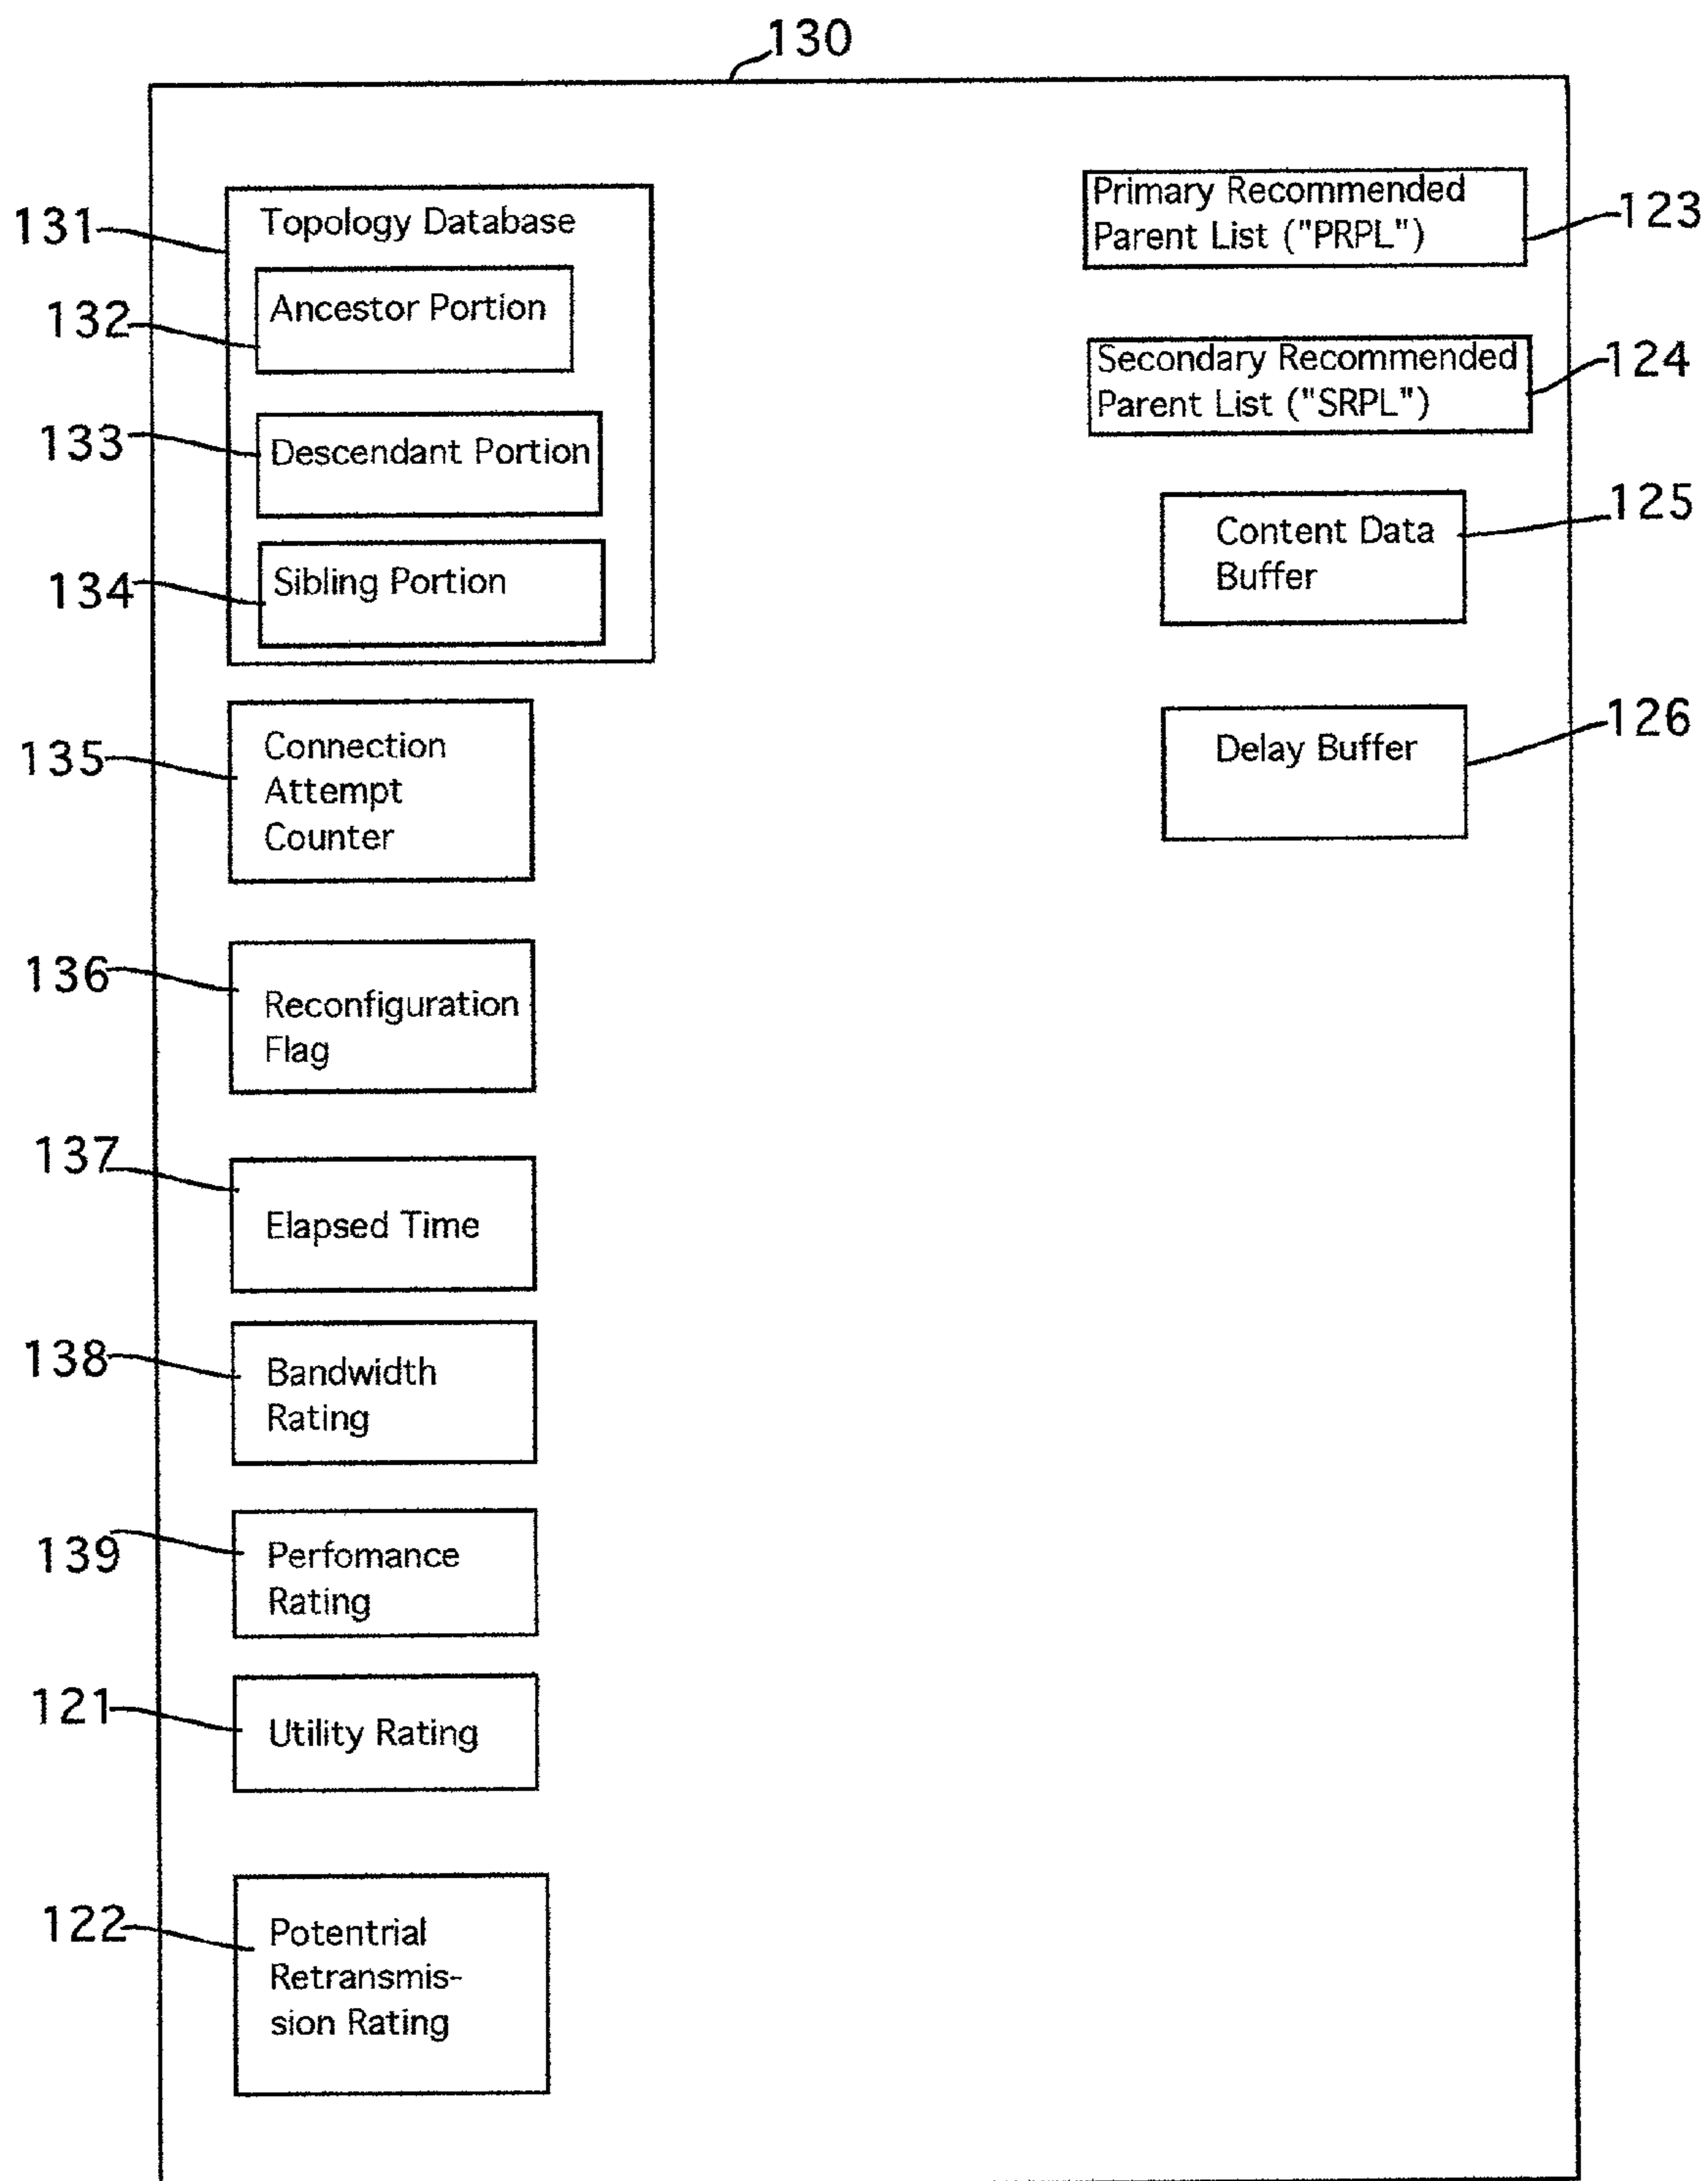 130
131
Topology Database
132
Ancestor Portion
133
Descendant Portion
134
Sibling Portion
135
Connection
Attempt
Counter
136
Reconfiguration
Flag
137
Elapsed Time
138
Bandwidth
Rating
139
Perfomance
Rating
121
Utility Rating
122
Potentrial
Retransmis-
sion Rating
Primary Recommended
Parent List ("PRPL")
123
Secondary Recommended
Parent List ("SRPL")
124
Content Data
Buffer
125
Delay Buffer
126